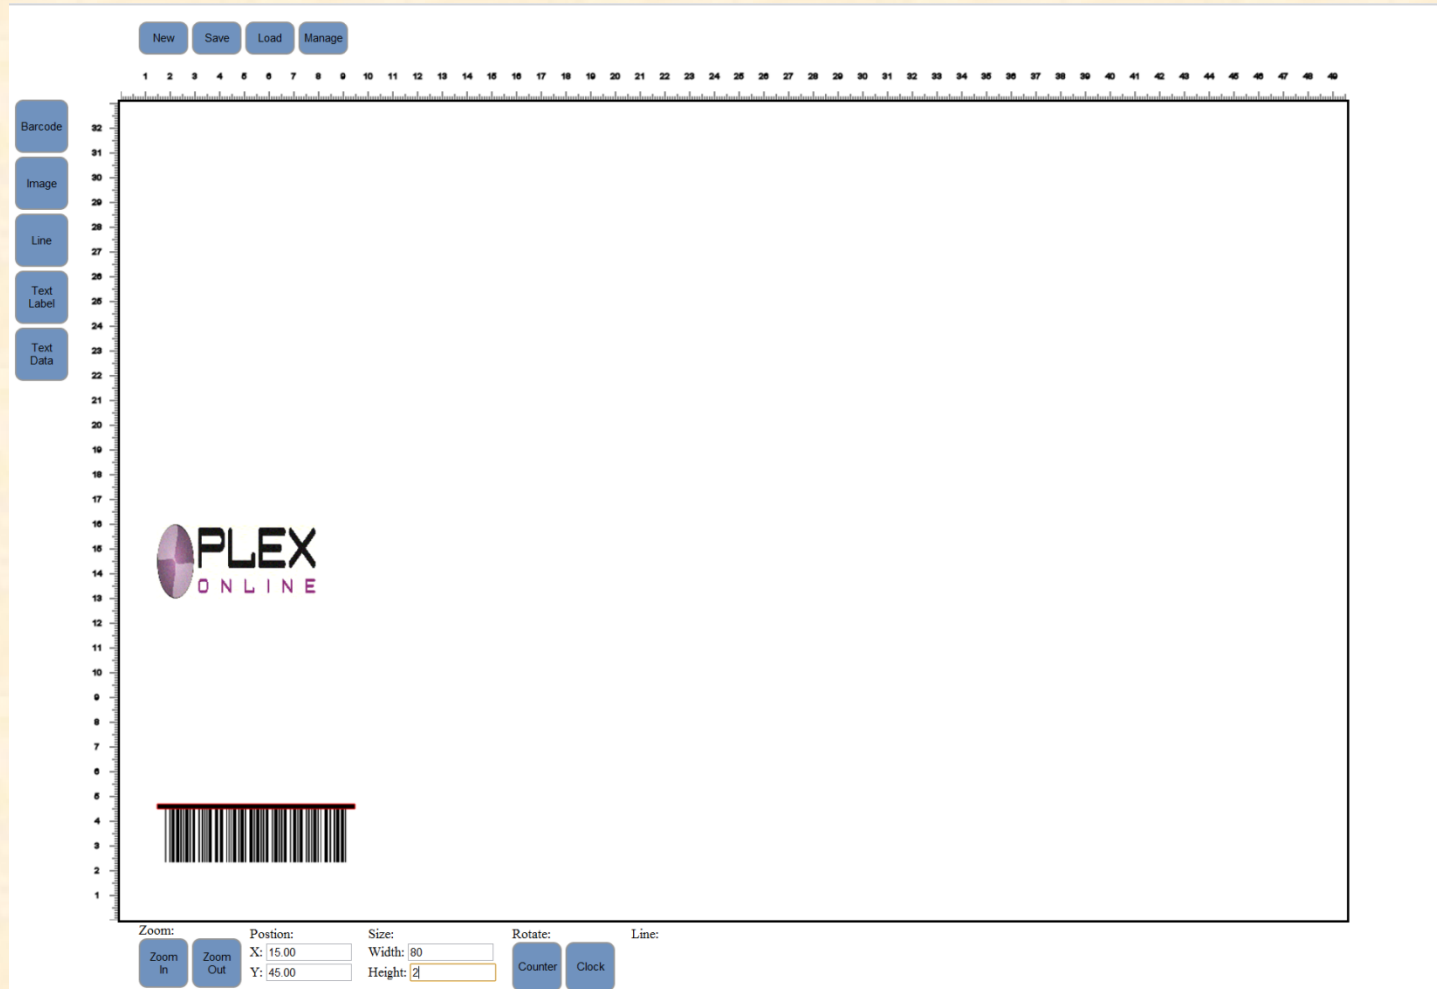 New Save Load Manage
1 2 3 4 5 6 7 8 9 10 11 12 13 14 15 16 17 18 19 20 21 22 23 24 25 26 27 28 29 30 31 32 33 34 35 36 37 38 39 40 41 42 43 44 45 46 47 48 49
Barcode
32
31
Image
30
29
28
Line
27
26
Text
Label
25
24
Text
Data
23
22
21
20
19
18
17
16
PLEX
15
14
ONLINE
13
12
11
10
9
8
7
6
5
4
3
2
1
Zoom: Postion: Size: Rotate: Line:
Zoom In Zoom Out X: 15.00 Width: 80 Counter Clock
Y: 45.00 Height: 2